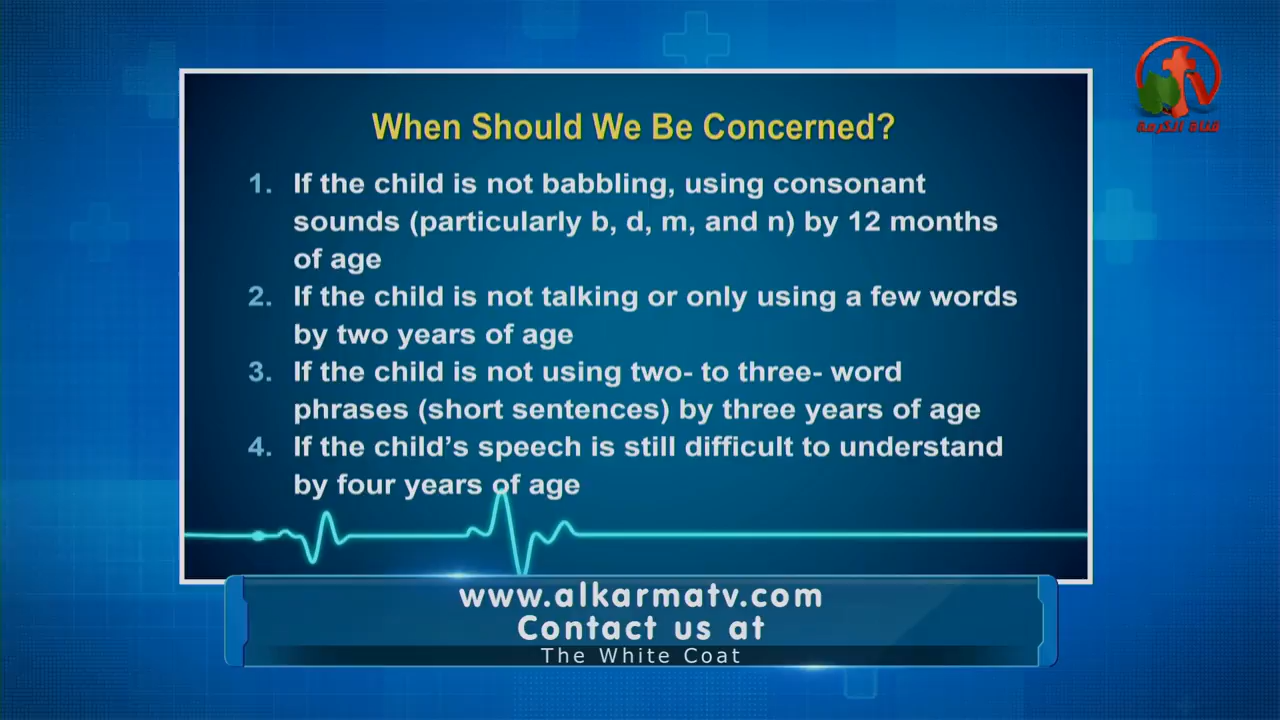 قناة الكرمة
When Should We Be Concerned?
1. If the child is not babbling, using consonant
sounds (particularly b, d, m, and n) by 12 months
of age
2. If the child is not talking or only using a few words
by two years of age
3. If the child is not using two- to three- word
phrases (short sentences) by three years of age
4. If the child’s speech is still difficult to understand
by four years of age
www.alkarmatv.com
Contact us at
The White Coat